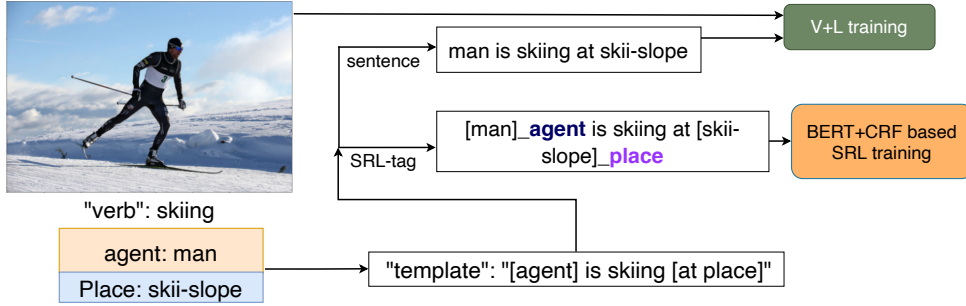 V+L training
sentence
man is skiing at skii-slope
[man]_agent is skiing at [skii-
slope]_place
SRL-tag
BERT+CRF based
SRL training
"verb": skiing
agent: man
Place: skii-slope
"template": "[agent] is skiing [at place]"